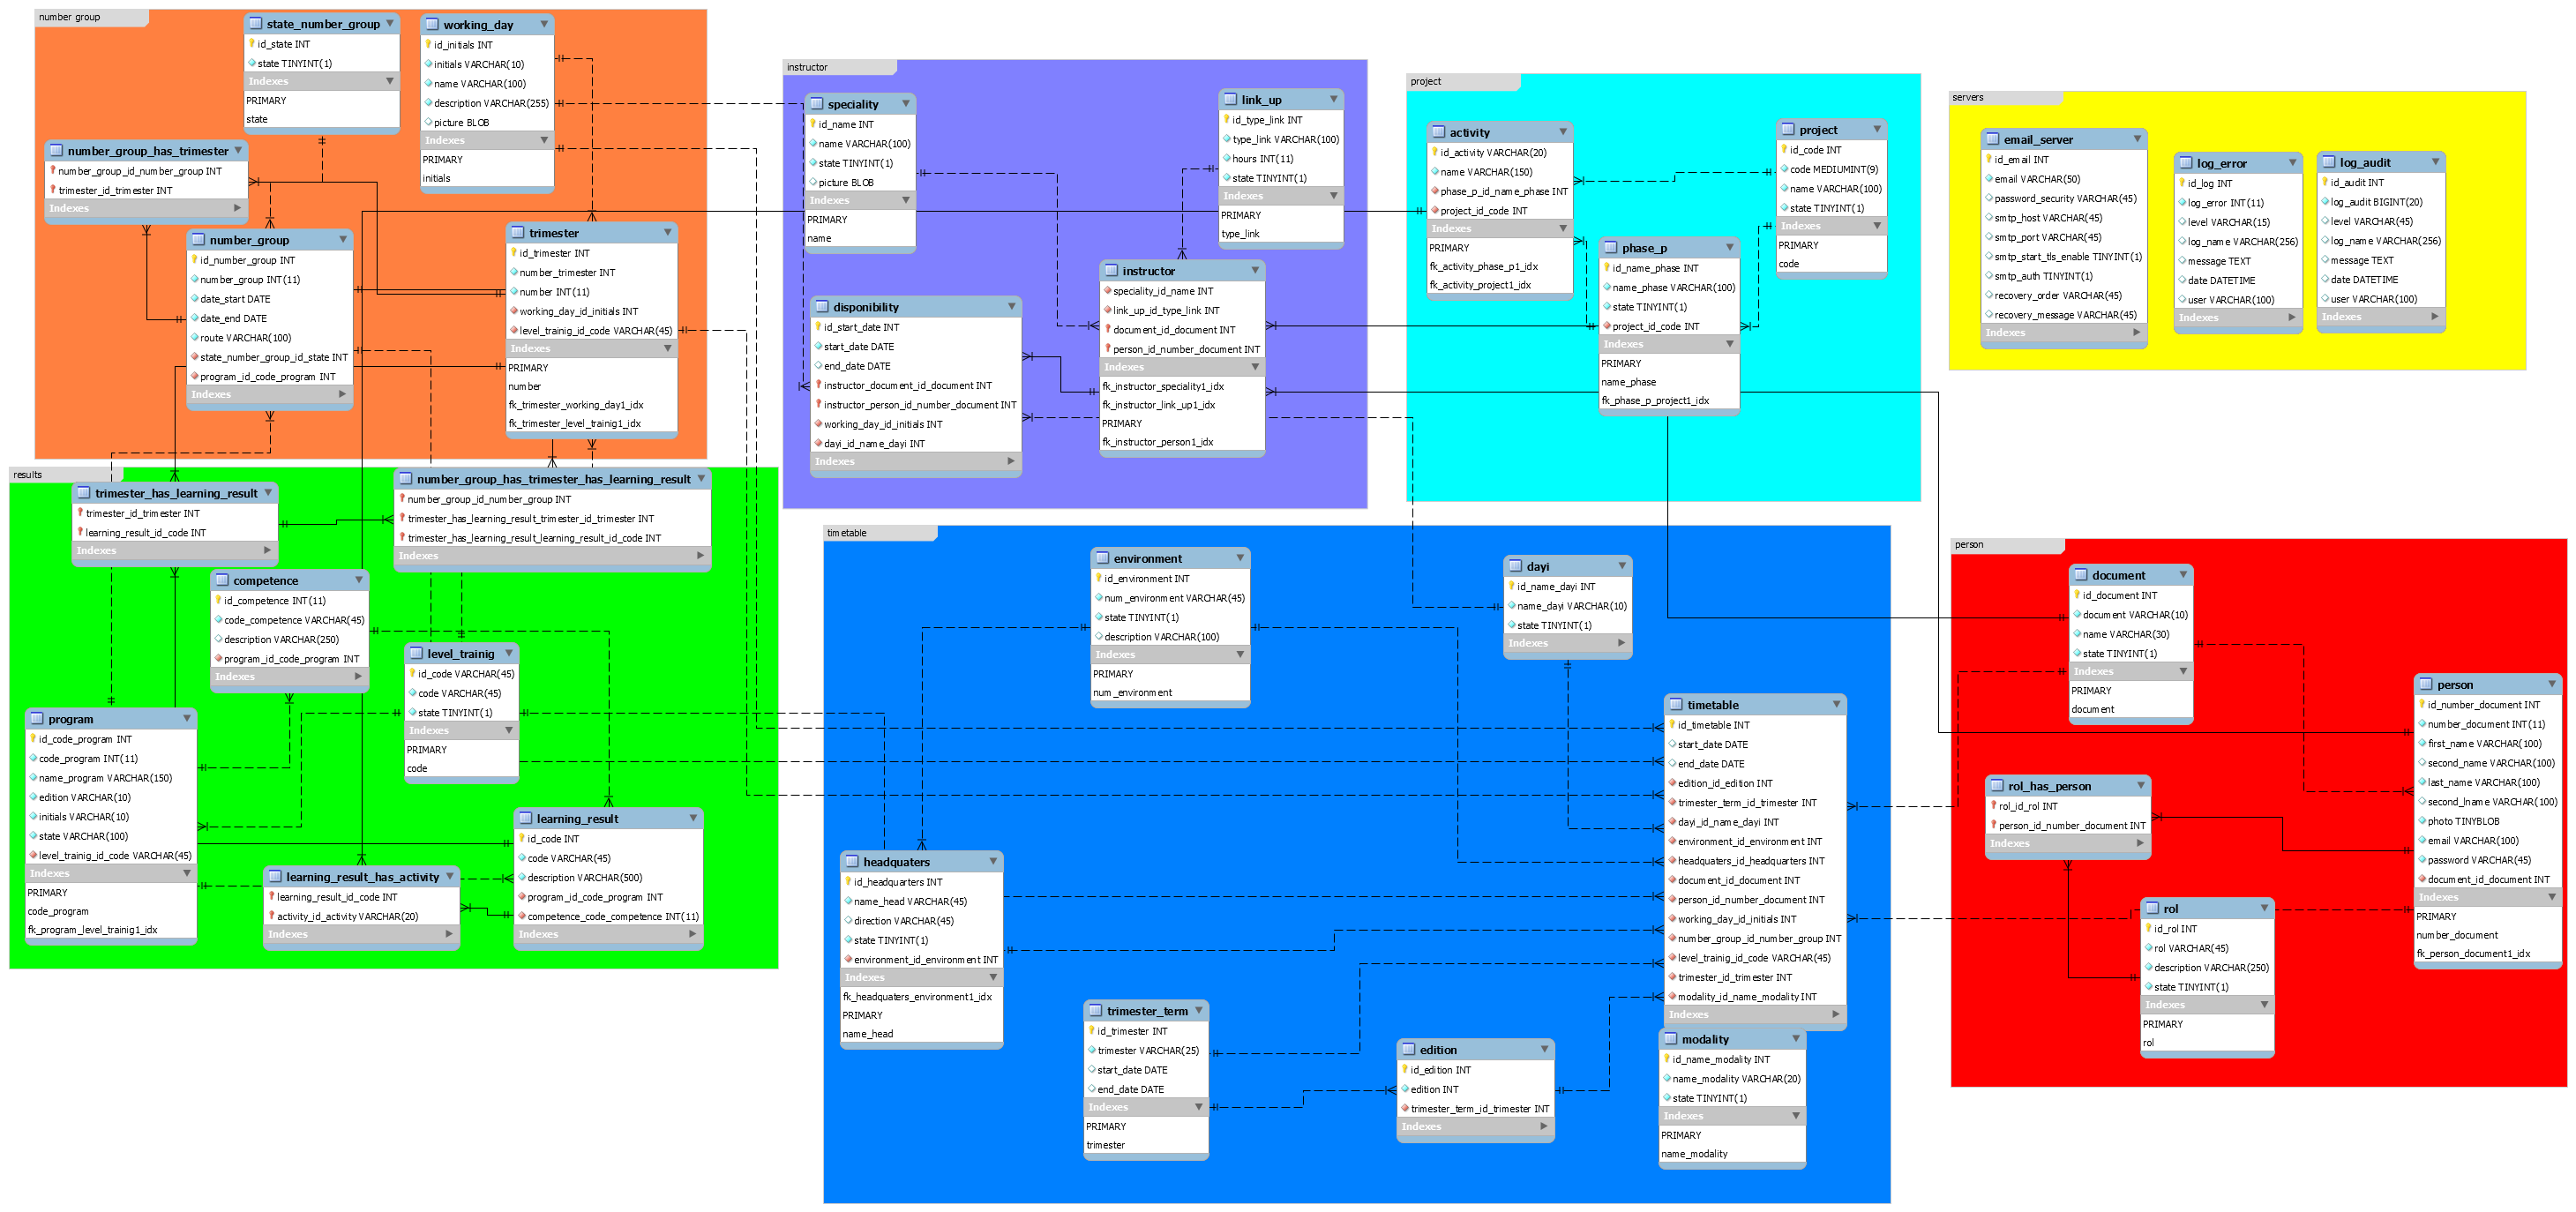 number group
state_number_group
id_state INT
state TINYINT(1)
Indexes
PRIMARY
state
working_day
id_initials INT
initials VARCHAR(10)
name VARCHAR(100)
description VARCHAR(255)
picture BLOB
Indexes
PRIMARY
initials
number_group_has_trimester
number_group_id_number_group INT
trimester_id_trimester INT
Indexes
number_group
id_number_group INT
number_group INT(11)
date_start DATE
date_end DATE
route VARCHAR(100)
state_number_group_id_state INT
program_id_code_program INT
Indexes
trimester
id_trimester INT
number_trimester INT
number INT(11)
working_day_id_initials INT
level_trainig_id_code VARCHAR(45)
Indexes
PRIMARY
number
fk_trimester_working_day1_idx
fk_trimester_level_trainig1_idx
results
trimester_has_learning_result
trimester_id_trimester INT
learning_result_id_code INT
Indexes
number_group_has_trimester_has_learning_result
number_group_id_number_group INT
trimester_has_learning_result_trimester_id_trimester INT
trimester_has_learning_result_learning_result_id_code INT
Indexes
competence
id_competence INT(11)
code_competence VARCHAR(45)
description VARCHAR(250)
program_id_code_program INT
Indexes
level_trainig
id_code VARCHAR(45)
code VARCHAR(45)
state TINYINT(1)
Indexes
PRIMARY
code
program
id_code_program INT
code_program INT(11)
name_program VARCHAR(150)
edition VARCHAR(10)
initials VARCHAR(10)
state VARCHAR(100)
level_trainig_id_code VARCHAR(45)
Indexes
PRIMARY
code_program
fk_program_level_trainig1_idx
learning_result_has_activity
learning_result_id_code INT
activity_id_activity VARCHAR(20)
Indexes
learning_result
id_code INT
code VARCHAR(45)
description VARCHAR(500)
program_id_code_program INT
competence_code_competence INT(11)
Indexes
instructor
speciality
id_name INT
name VARCHAR(100)
state TINYINT(1)
picture BLOB
Indexes
PRIMARY
name
link_up
id_type_link INT
type_link VARCHAR(100)
hours INT(11)
state TINYINT(1)
Indexes
PRIMARY
type_link
disponibility
id_start_date INT
start_date DATE
end_date DATE
instructor_document_id_document INT
instructor_person_id_number_document INT
working_day_id_initials INT
dayi_id_name_dayi INT
Indexes
instructor
speciality_id_name INT
link_up_id_type_link INT
document_id_document INT
person_id_number_document INT
Indexes
fk_instructor_speciality1_idx
fk_instructor_link_up1_idx
PRIMARY
fk_instructor_person1_idx
project
activity
id_activity VARCHAR(20)
name VARCHAR(150)
phase_p_id_name_phase INT
project_id_code INT
Indexes
PRIMARY
fk_activity_phase_p1_idx
fk_activity_project1_idx
project
id_code INT
code MEDIUMINT(9)
name VARCHAR(100)
state TINYINT(1)
Indexes
PRIMARY
code
phase_p
id_name_phase INT
name_phase VARCHAR(100)
state TINYINT(1)
project_id_code INT
Indexes
PRIMARY
name_phase
fk_phase_p_project1_idx
servers
email_server
id_email INT
email VARCHAR(50)
password_security VARCHAR(45)
smtp_host VARCHAR(45)
smtp_port VARCHAR(45)
smtp_start_tls_enable TINYINT(1)
smtp_auth TINYINT(1)
recovery_order VARCHAR(45)
recovery_message VARCHAR(45)
Indexes
log_error
id_log INT
log_error INT(11)
level VARCHAR(15)
log_name VARCHAR(256)
message TEXT
date DATETIME
user VARCHAR(100)
Indexes
log_audit
id_audit INT
log_audit BIGINT(20)
level VARCHAR(45)
log_name VARCHAR(256)
message TEXT
date DATETIME
user VARCHAR(100)
Indexes
timetable
environment
id_environment INT
num_environment VARCHAR(45)
state TINYINT(1)
description VARCHAR(100)
Indexes
PRIMARY
num_environment
dayi
id_name_dayi INT
name_dayi VARCHAR(10)
state TINYINT(1)
Indexes
timetable
id_timetable INT
start_date DATE
end_date DATE
edition_id_edition INT
trimester_term_id_trimester INT
dayi_id_name_dayi INT
environment_id_environment INT
headquaters_id_headquarters INT
document_id_document INT
person_id_number_document INT
working_day_id_initials INT
number_group_id_number_group INT
level_trainig_id_code VARCHAR(45)
trimester_id_trimester INT
modality_id_name_modality INT
Indexes
headquaters
id_headquarters INT
name_head VARCHAR(45)
direction VARCHAR(45)
state TINYINT(1)
environment_id_environment INT
Indexes
fk_headquaters_environment1_idx
PRIMARY
name_head
trimester_term
id_trimester INT
trimester VARCHAR(25)
start_date DATE
end_date DATE
Indexes
PRIMARY
trimester
edition
id_edition INT
edition INT
trimester_term_id_trimester INT
Indexes
modality
id_name_modality INT
name_modality VARCHAR(20)
state TINYINT(1)
Indexes
PRIMARY
name_modality
person
document
id_document INT
document VARCHAR(10)
name VARCHAR(30)
state TINYINT(1)
Indexes
PRIMARY
document
person
id_number_document INT
number_document INT(11)
first_name VARCHAR(100)
second_name VARCHAR(100)
last_name VARCHAR(100)
second_lname VARCHAR(100)
photo TINYBLOB
email VARCHAR(100)
password VARCHAR(45)
document_id_document INT
Indexes
PRIMARY
number_document
fk_person_document1_idx
rol_has_person
rol_id_rol INT
person_id_number_document INT
Indexes
rol
id_rol INT
rol VARCHAR(45)
description VARCHAR(250)
state TINYINT(1)
Indexes
PRIMARY
rol